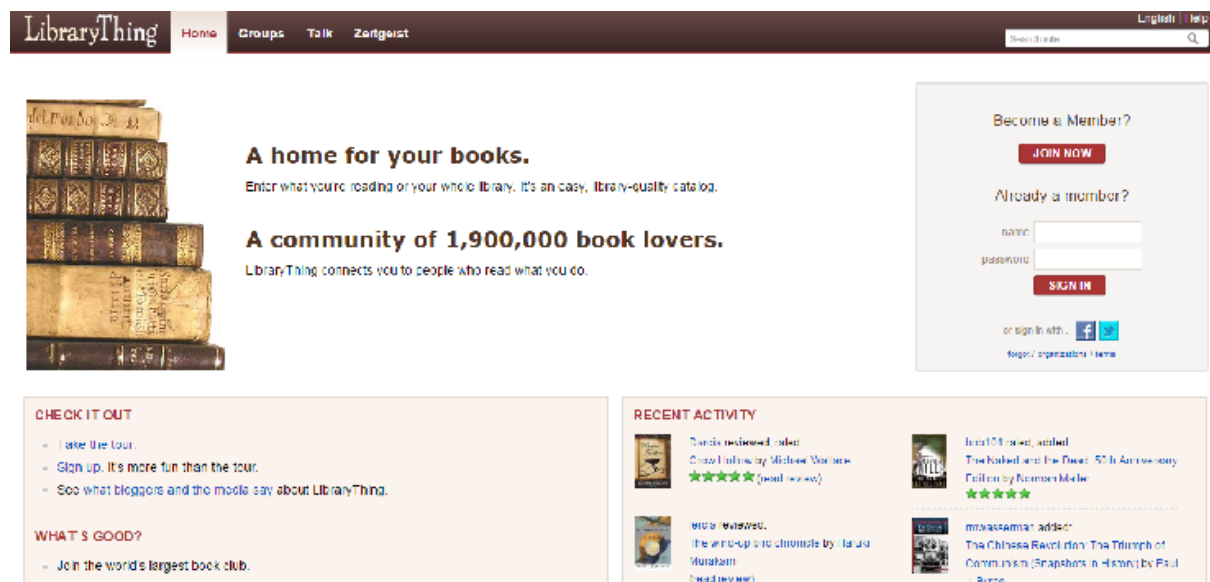 LibraryThing
Home Groups Talk Zeitgeist
English Help
A home for your books.
Enter what you're reading or your whole library. It's an easy, library-quality catalog.
A community of 1,900,000 book lovers.
LibraryThing connects you to people who read what you do.
Become a Member?
JOIN NOW
Already a member?
name
password
SIGN IN
or sign in with...
forgot / organizations / terms
CHECK IT OUT
Take the tour.
Sign up. It's more fun than the tour.
See what bloggers and the media say about LibraryThing.
WHAT'S GOOD?
Join the world's largest book club.
RECENT ACTIVITY
reviewed, rated
Crow Hollow by Michael Wallace
(read review)
reviewed:
The wind-up bird chronicle by Haruki
Murakami
(read review)
bob101 rated, added
The Naked and the Dead: 50th Anniversary
Edition by Norman Mailer
mrwasserman added:
The Chinese Revolution: The Triumph of
Communism (Snapshots in History) by Paul